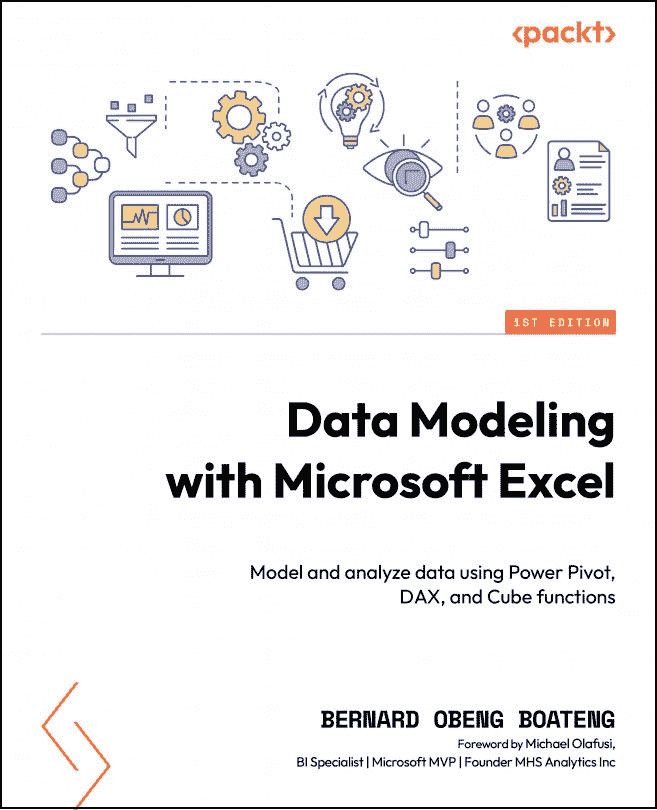 <packt>
1ST EDITION
Data Modeling
with Microsoft Excel
Model and analyze data using Power Pivot,
DAX, and Cube functions
BERNARD OBENG BOATENG
Foreword by Michael Olafusi,
BI Specialist | Microsoft MVP | Founder MHS Analytics Inc